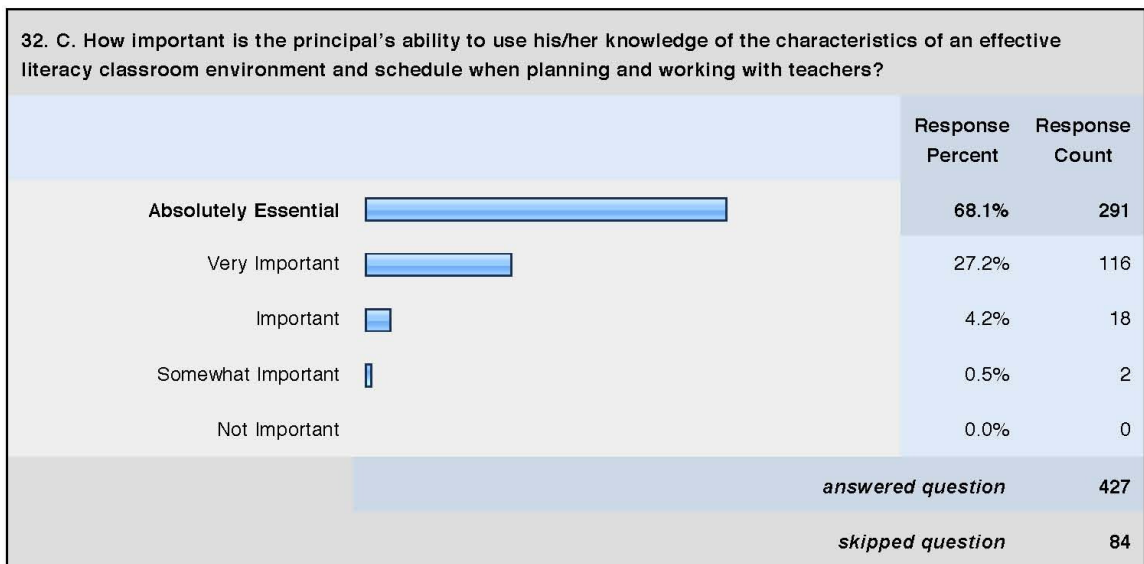 32. C. How important is the principal's ability to use his/her knowledge of the characteristics of an effective
literacy classroom environment and schedule when planning and working with teachers?
Response Percent Response Count
Absolutely Essential 68.1% 291
Very Important 27.2% 116
Important 4.2% 18
Somewhat Important 0.5% 2
Not Important 0.0% 0
answered question 427
skipped question 84